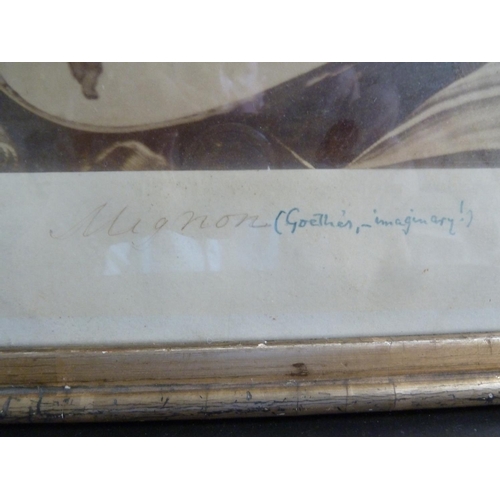 Mignon (Goethe's, – imaginary!)